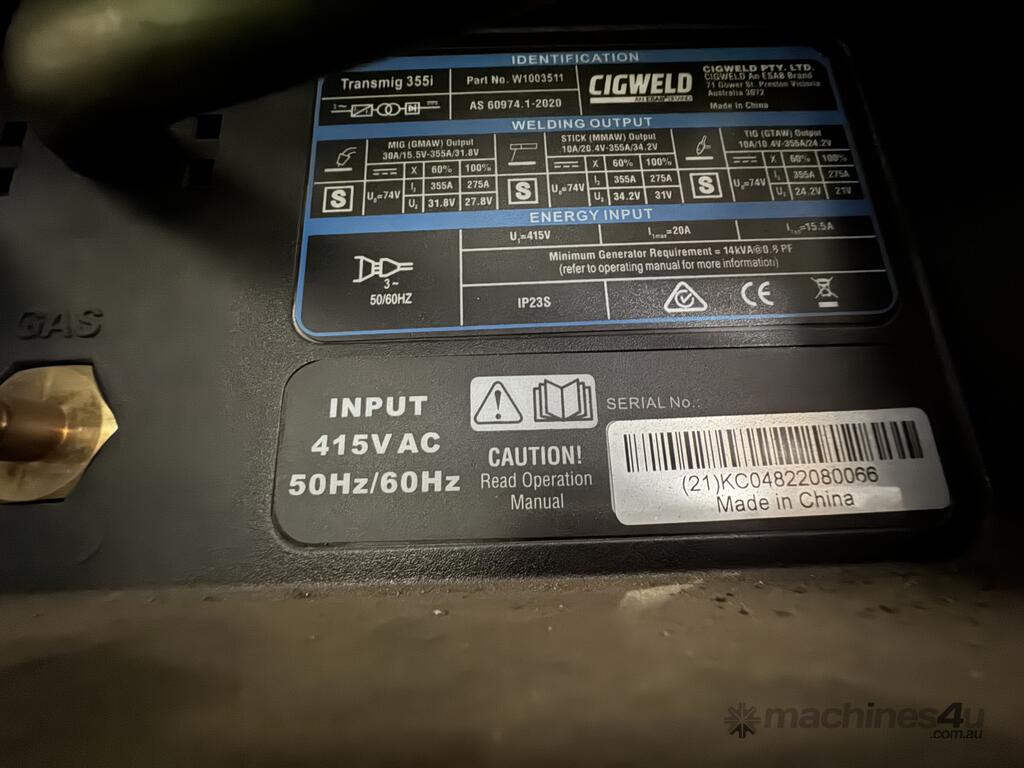 IDENTIFICATION
Transmig 355i
Part No. W1003511
AS 60974.1-2020
CIGWELD
AN ESAB BRAND
CIGWELD PTY. LTD.
CIGWELD An ESAB Brand
71 Gower St. Preston Victoria
Australia 3072
Made in China
WELDING OUTPUT
MIG (GMAW) Output
30A/15.5V-355A/31.8V
X 60% 100%
S U₀=74V I₂ 355A 275A
U₂ 31.8V 27.8V
STICK (MMAW) Output
10A/20.4V-355A/34.2V
X 60% 100%
S U₀=74V I₂ 355A 275A
U₂ 34.2V 31V
TIG (GTAW) Output
10A/10.4V-355A/24.2V
X 60% 100%
S U₀=74V I₂ 355A 275A
U₂ 24.2V 21V
ENERGY INPUT
3~
50/60HZ
U₁=415V I₁max=20A I₁eff=15.5A
Minimum Generator Requirement = 14kVA@0.8 PF
(refer to operating manual for more information)
IP23S
CE
GAS
INPUT
415V AC
50Hz/60Hz
CAUTION!
Read Operation
Manual
SERIAL No.:
(21)KC04822080066
Made in China
machines4u
.com.au